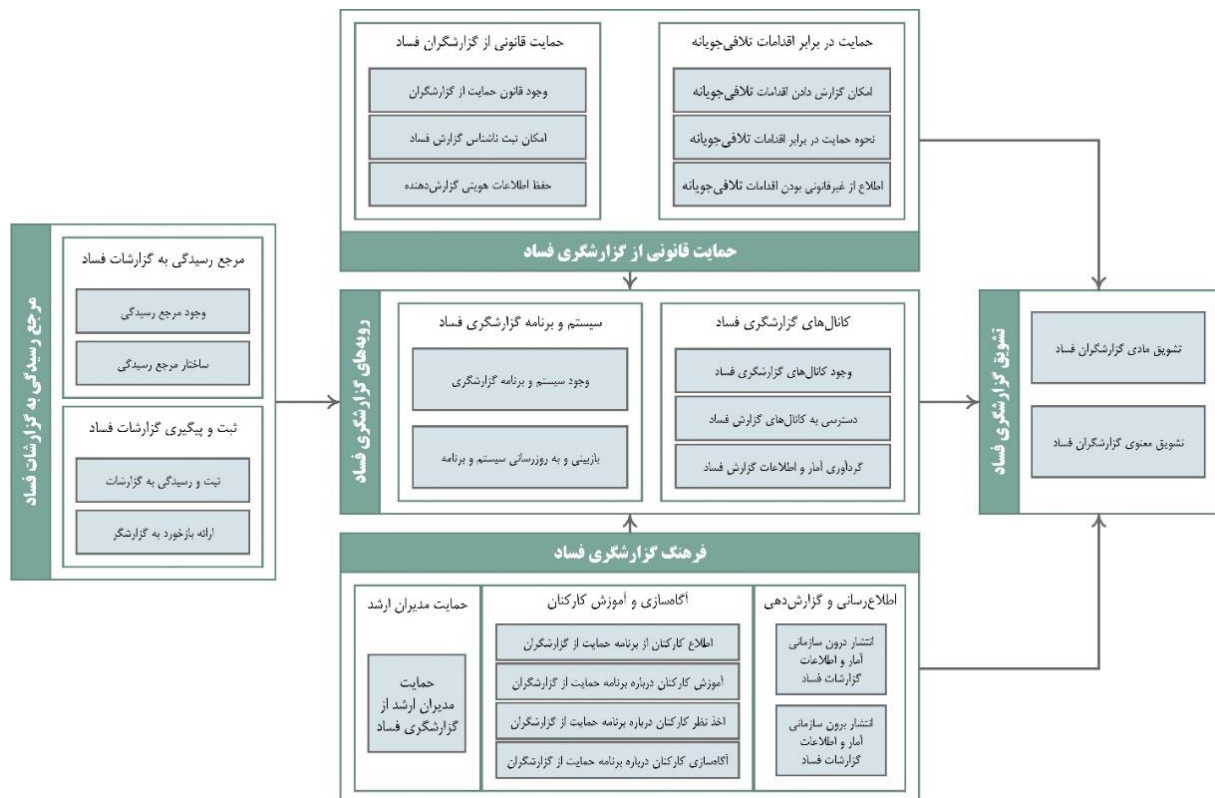 حمایت قانونی از گزارشگران فساد
وجود قانون حمایت از گزارشگران
امکان ثبت ناشناس گزارش فساد
حفظ اطلاعات هویتی گزارش‌دهنده
حمایت در برابر اقدامات تلافی‌جویانه
امکان گزارش دادن اقدامات تلافی‌جویانه
نحوه حمایت در برابر اقدامات تلافی‌جویانه
اطلاع از غیرقانونی بودن اقدامات تلافی‌جویانه
حمایت قانونی از گزارشگری فساد
مرجع رسیدگی به گزارشات فساد
مرجع رسیدگی به گزارشات فساد
وجود مرجع رسیدگی
ساختار مرجع رسیدگی
ثبت و پیگیری گزارشات فساد
ثبت و رسیدگی به گزارشات
ارائه بازخورد به گزارشگر
رویه‌های گزارشگری فساد
سیستم و برنامه گزارشگری فساد
وجود سیستم و برنامه گزارشگری
بازبینی و به روزرسانی سیستم و برنامه
کانال‌های گزارشگری فساد
وجود کانال‌های گزارشگری فساد
دسترسی به کانال‌های گزارش فساد
گردآوری آمار و اطلاعات گزارش فساد
تشویق گزارشگری فساد
تشویق مادی گزارشگران فساد
تشویق معنوی گزارشگران فساد
فرهنگ گزارشگری فساد
حمایت مدیران ارشد
حمایت
مدیران ارشد از
گزارشگری فساد
آگاه‌سازی و آموزش کارکنان
اطلاع کارکنان از برنامه حمایت از گزارشگران
آموزش کارکنان درباره برنامه حمایت از گزارشگران
اخذ نظر کارکنان درباره برنامه حمایت از گزارشگران
آگاه‌سازی کارکنان درباره برنامه حمایت از گزارشگران
اطلاع‌رسانی و گزارش‌دهی
انتشار درون سازمانی
آمار و اطلاعات
گزارشات فساد
انتشار برون سازمانی
آمار و اطلاعات
گزارشات فساد